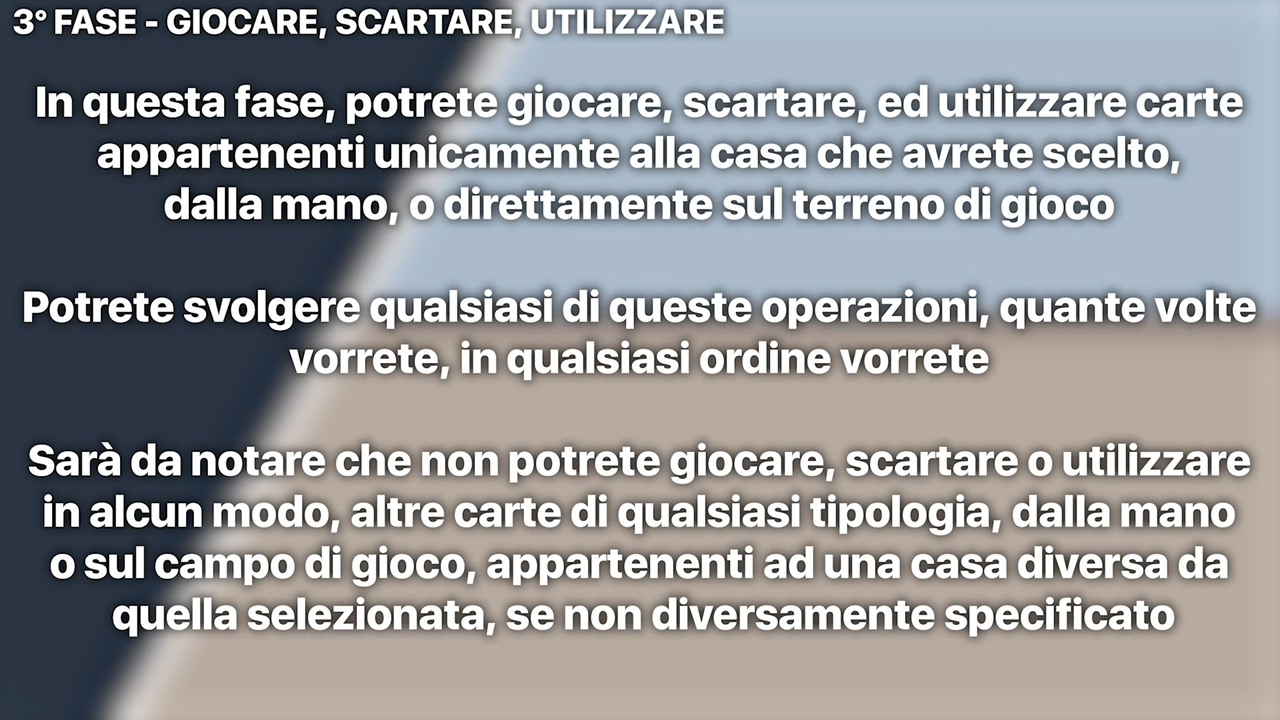 3° FASE - GIOCARE, SCARTARE, UTILIZZARE
In questa fase, potrete giocare, scartare, ed utilizzare carte
appartenenti unicamente alla casa che avrete scelto,
dalla mano, o direttamente sul terreno di gioco
Potrete svolgere qualsiasi di queste operazioni, quante volte
vorrete, in qualsiasi ordine vorrete
Sarà da notare che non potrete giocare, scartare o utilizzare
in alcun modo, altre carte di qualsiasi tipologia, dalla mano
o sul campo di gioco, appartenenti ad una casa diversa da
quella selezionata, se non diversamente specificato